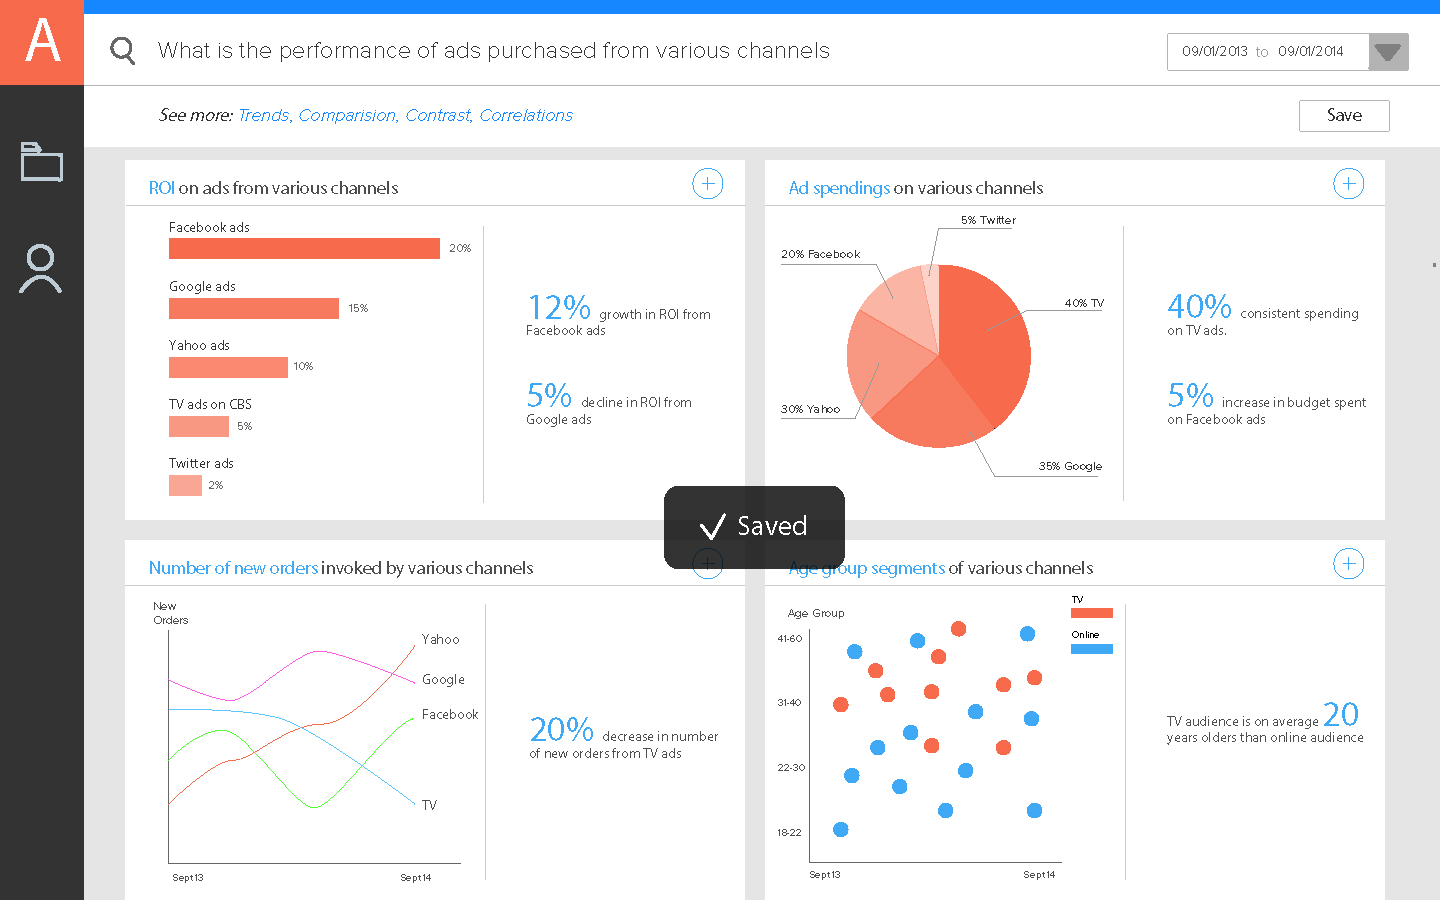 A
What is the performance of ads purchased from various channels
09/01/2013 to 09/01/2014
See more: Trends, Comparision, Contrast, Correlations
Save
ROI on ads from various channels
Facebook ads
20%
Google ads
15%
Yahoo ads
10%
TV ads on CBS
5%
Twitter ads
2%
12% growth in ROI from
Facebook ads
5% decline in ROI from
Google ads
Ad spendings on various channels
5% Twitter
20% Facebook
40% TV
30% Yahoo
35% Google
40% consistent spending
on TV ads.
5% increase in budget spent
on Facebook ads
Saved
Number of new orders invoked by various channels
New
Orders
Yahoo
Google
Facebook
TV
Sept13
Sept14
20% decrease in number
of new orders from TV ads
Age group segments of various channels
TV
Online
Age Group
41-60
31-40
22-30
18-22
Sept13
Sept14
TV audience is on average 20
years olders than online audience